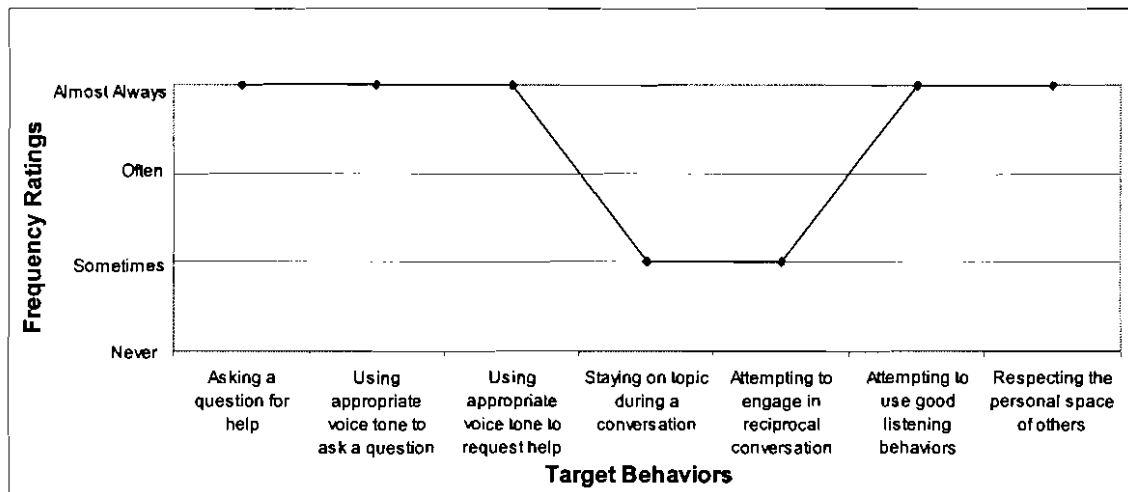 Frequency Ratings
Almost Always
Often
Sometimes
Never
Asking a
question for
help
Using
appropriate
voice tone to
ask a question
Using
appropriate
voice tone to
request help
Staying on topic
during a
conversation
Attempting to
engage in
reciprocal
conversation
Attempting to
use good
listening
behaviors
Respecting the
personal space
of others
Target Behaviors